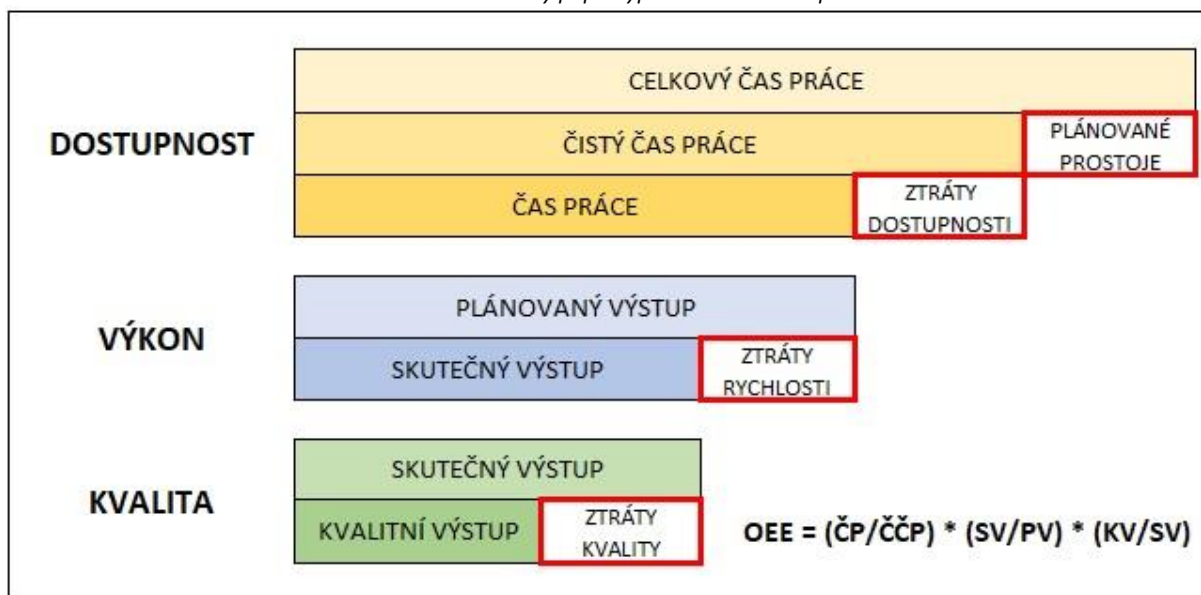 CELKOVÝ ČAS PRÁCE
DOSTUPNOST
ČISTÝ ČAS PRÁCE
PLÁNOVANÉ
PROSTOJE
ČAS PRÁCE
ZTRÁTY
DOSTUPNOSTI
VÝKON
PLÁNOVANÝ VÝSTUP
SKUTEČNÝ VÝSTUP
ZTRÁTY
RYCHLOSTI
KVALITA
SKUTEČNÝ VÝSTUP
KVALITNÍ VÝSTUP
ZTRÁTY
KVALITY
OEE = (ČP/ČČP) * (SV/PV) * (KV/SV)